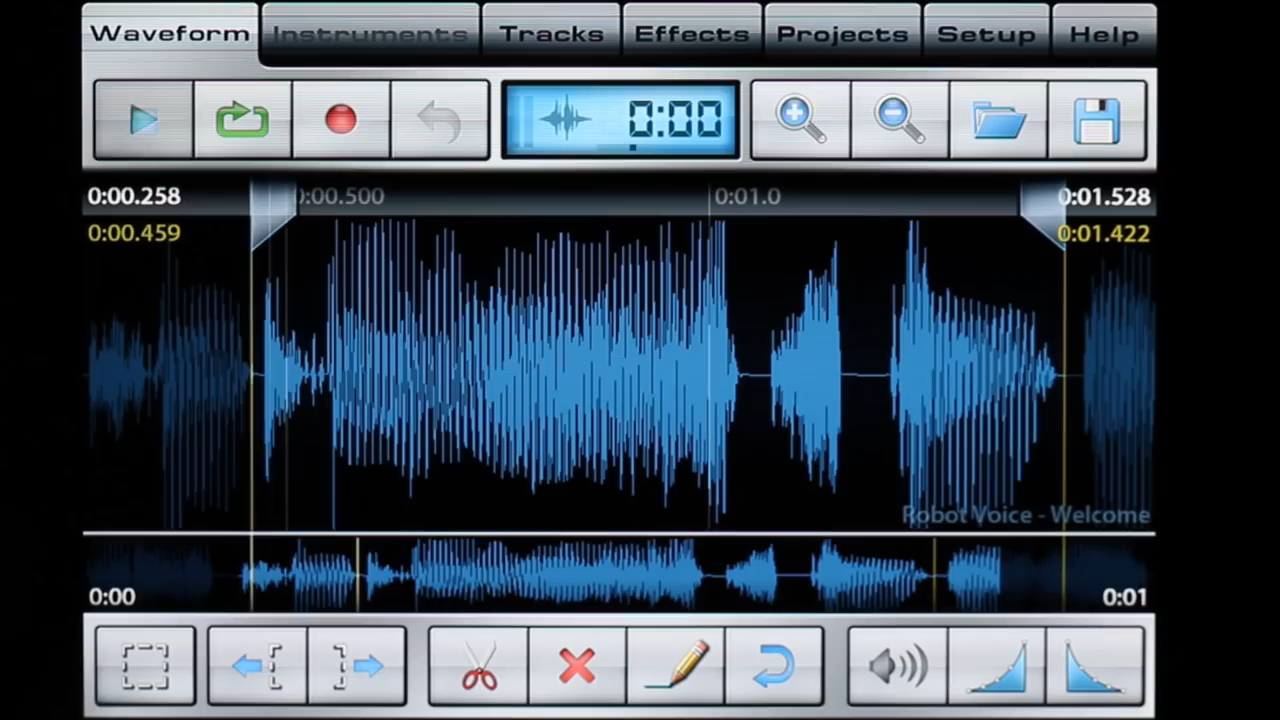 Waveform Instruments Tracks Effects Projects Setup Help
0:00
0:00.258 0:00.500 0:01.0 0:01.528
0:00.459 0:01.422
Robot Voice - Welcome
0:00 0:01